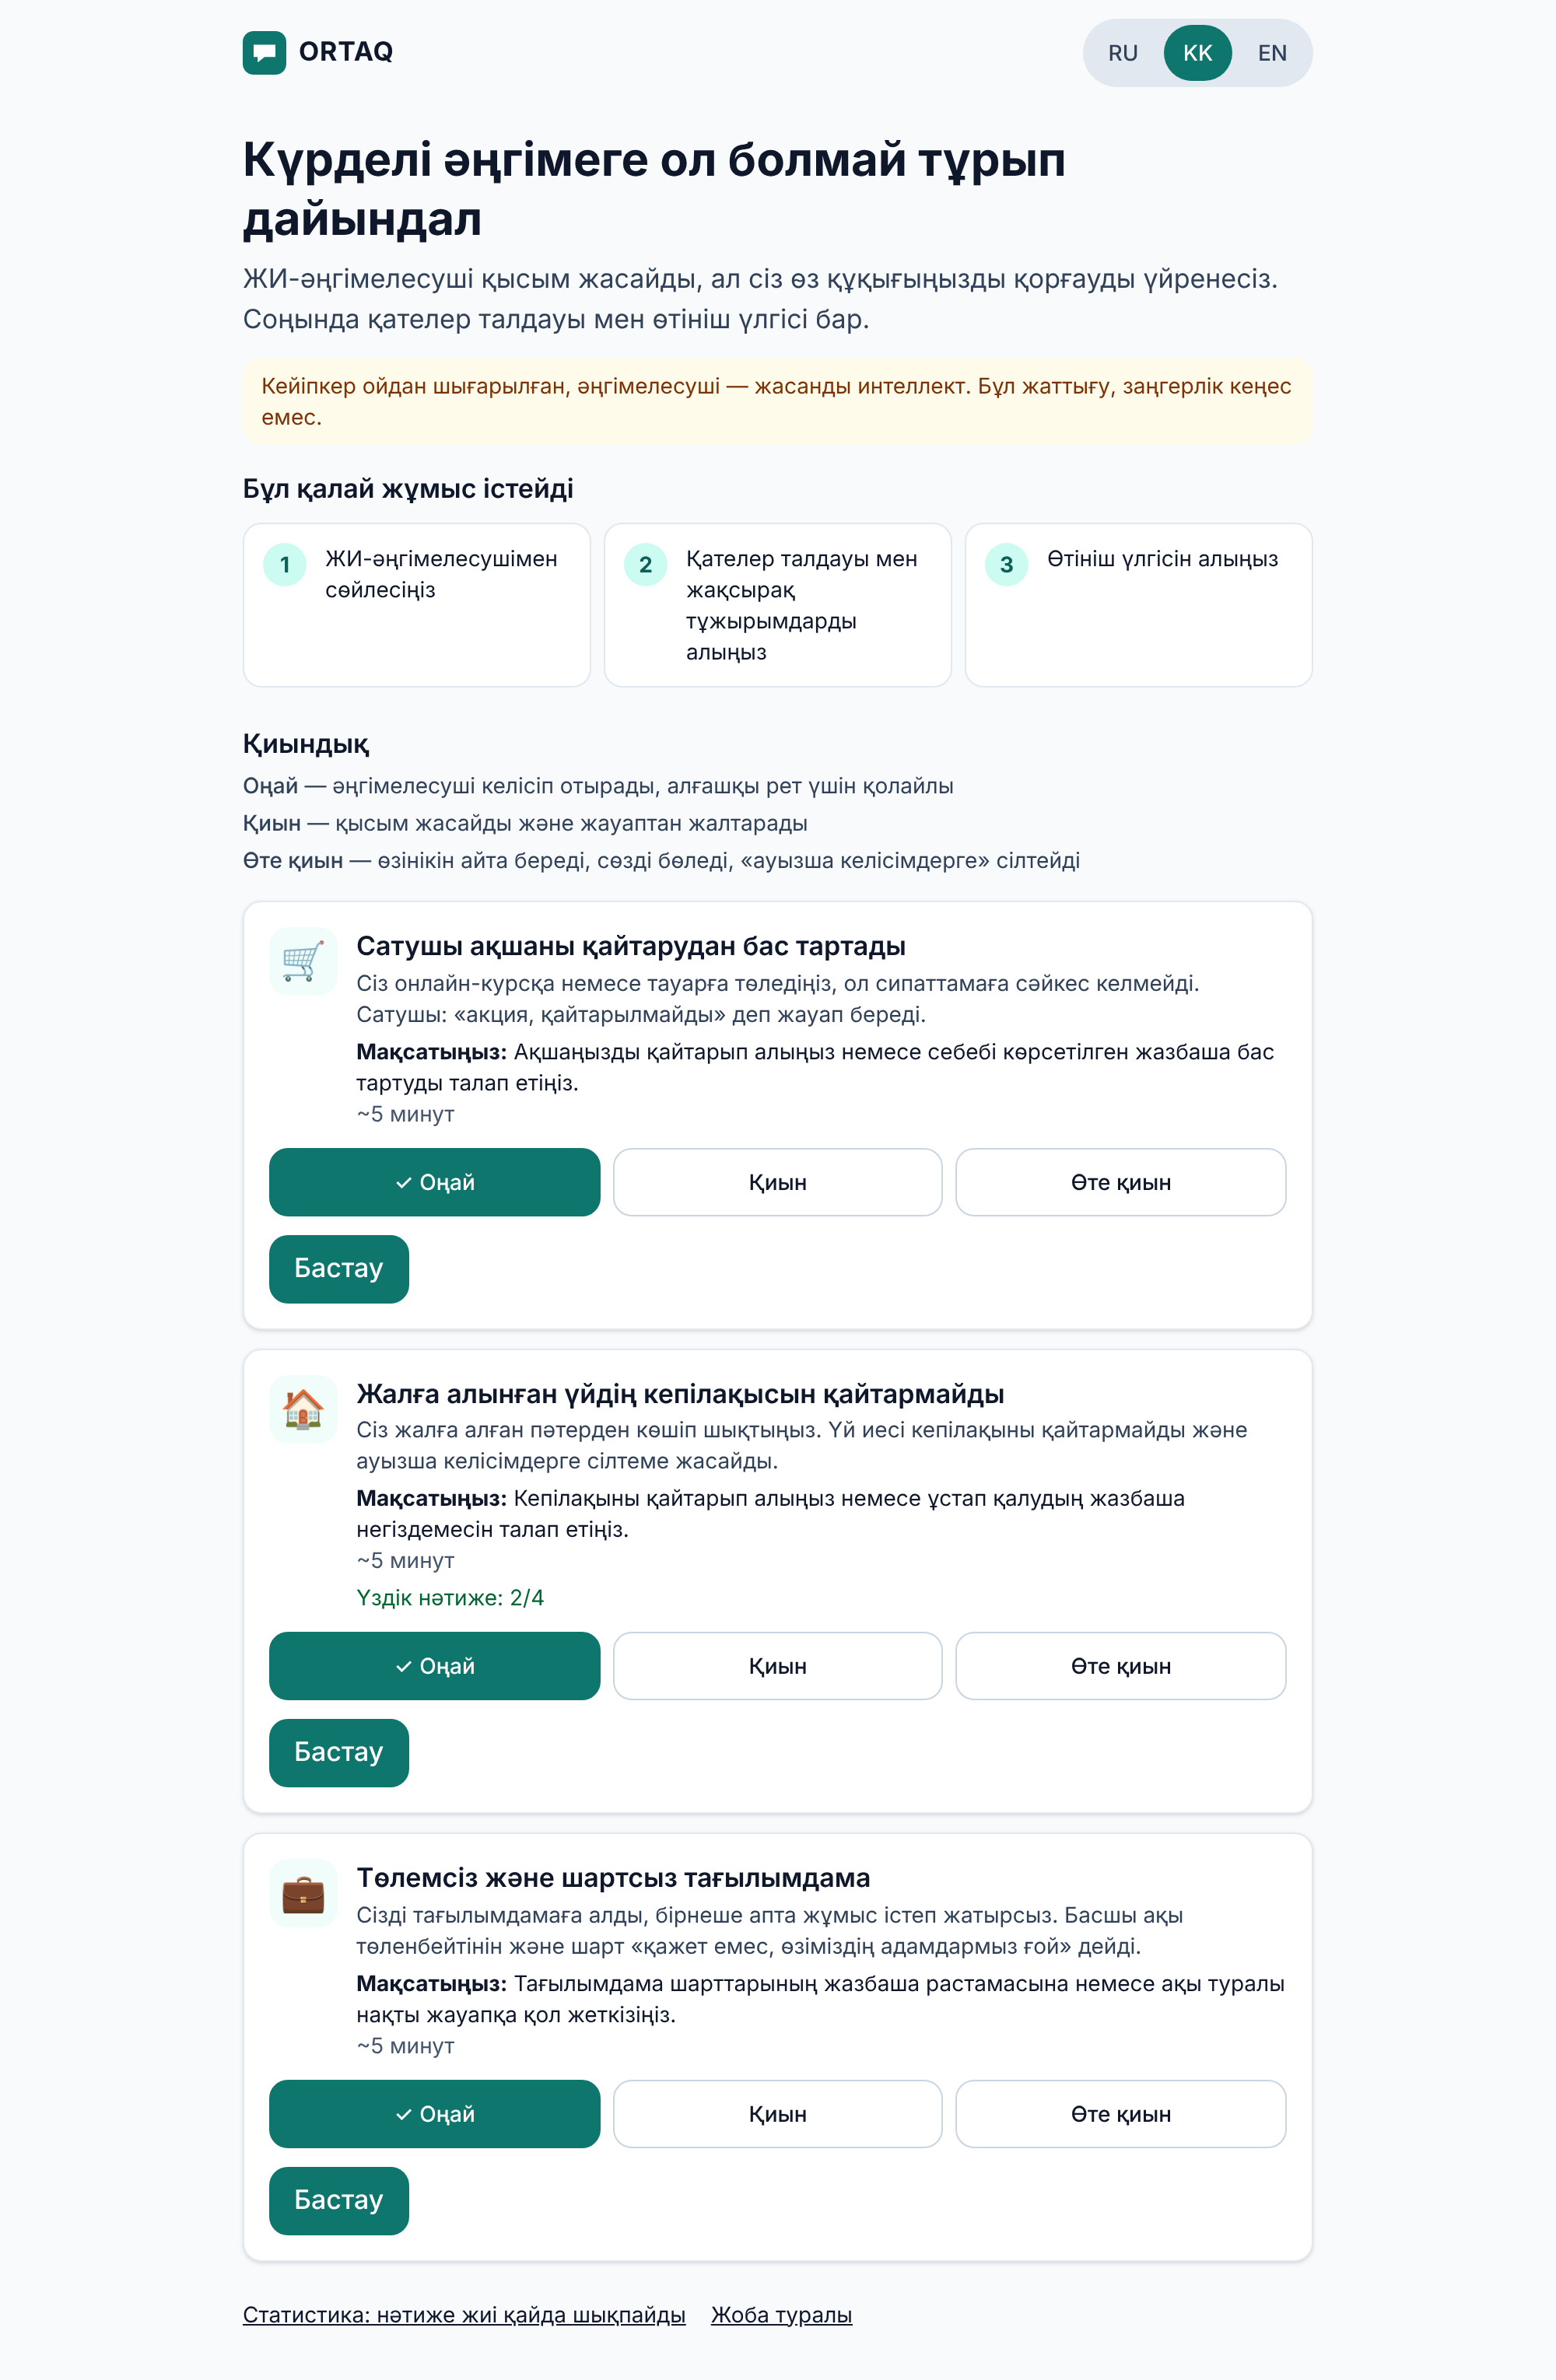 ORTAQ
RU KK EN
Күрделі әңгімеге ол болмай тұрып
дайындал
ЖИ-әңгімелесуші қысым жасайды, ал сіз өз құқығыңызды қорғауды үйренесіз.
Соңында қателер талдауы мен өтініш үлгісі бар.
Кейіпкер ойдан шығарылған, әңгімелесуші — жасанды интеллект. Бұл жаттығу, заңгерлік кеңес
емес.
Бұл қалай жұмыс істейді
1 ЖИ-әңгімелесушімен
сөйлесіңіз
2 Қателер талдауы мен
жақсырақ
тұжырымдарды
алыңыз
3 Өтініш үлгісін алыңыз
Қиындық
Оңай — әңгімелесуші келісіп отырады, алғашқы рет үшін қолайлы
Қиын — қысым жасайды және жауаптан жалтарады
Өте қиын — өзінікін айта береді, сөзді бөледі, «ауызша келісімдерге» сілтейді
Сатушы ақшаны қайтарудан бас тартады
Сіз онлайн-курсқа немесе тауарға төледіңіз, ол сипаттамаға сәйкес келмейді.
Сатушы: «акция, қайтарылмайды» деп жауап береді.
Мақсатыңыз: Ақшаңызды қайтарып алыңыз немесе себебі көрсетілген жазбаша бас
тартуды талап етіңіз.
~5 минут
✓ Оңай Қиын Өте қиын
Бастау
Жалға алынған үйдің кепілақысын қайтармайды
Сіз жалға алған пәтерден көшіп шықтыңыз. Үй иесі кепілақыны қайтармайды және
ауызша келісімдерге сілтеме жасайды.
Мақсатыңыз: Кепілақыны қайтарып алыңыз немесе ұстап қалудың жазбаша
негіздемесін талап етіңіз.
~5 минут
Үздік нәтиже: 2/4
✓ Оңай Қиын Өте қиын
Бастау
Төлемсіз және шартсыз тағылымдама
Сізді тағылымдамаға алды, бірнеше апта жұмыс істеп жатырсыз. Басшы ақы
төленбейтінін және шарт «қажет емес, өзіміздің адамдармыз ғой» дейді.
Мақсатыңыз: Тағылымдама шарттарының жазбаша растамасына немесе ақы туралы
нақты жауапқа қол жеткізіңіз.
~5 минут
✓ Оңай Қиын Өте қиын
Бастау
Статистика: нәтиже жиі қайда шықпайды Жоба туралы